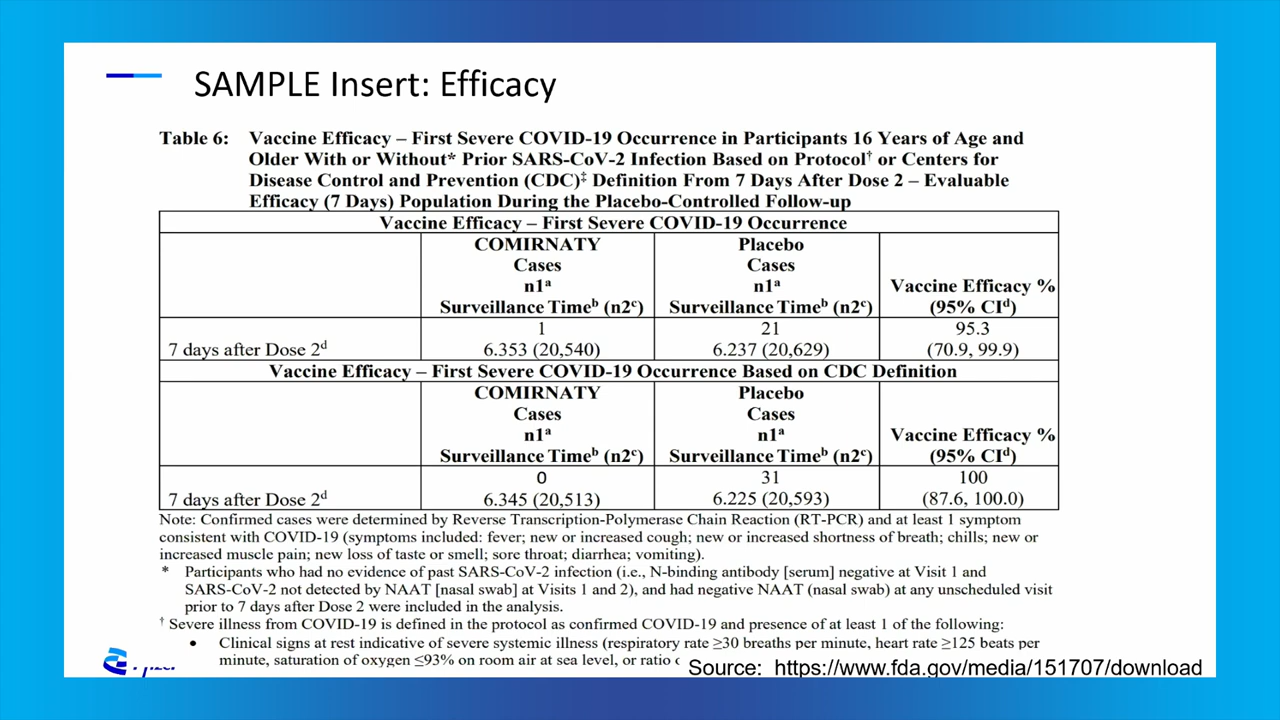 SAMPLE Insert: Efficacy
Table 6: Vaccine Efficacy – First Severe COVID-19 Occurrence in Participants 16 Years of Age and
Older With or Without* Prior SARS-CoV-2 Infection Based on Protocol† or Centers for
Disease Control and Prevention (CDC)‡ Definition From 7 Days After Dose 2 – Evaluable
Efficacy (7 Days) Population During the Placebo-Controlled Follow-up
Vaccine Efficacy – First Severe COVID-19 Occurrence
COMIRNATY
Cases
n1ᵃ
Surveillance Timeᵇ (n2ᶜ)
Placebo
Cases
n1ᵃ
Surveillance Timeᵇ (n2ᶜ)
Vaccine Efficacy %
(95% CIᵈ)
7 days after Dose 2ᵈ
1
6.353 (20,540)
21
6.237 (20,629)
95.3
(70.9, 99.9)
Vaccine Efficacy – First Severe COVID-19 Occurrence Based on CDC Definition
COMIRNATY
Cases
n1ᵃ
Surveillance Timeᵇ (n2ᶜ)
Placebo
Cases
n1ᵃ
Surveillance Timeᵇ (n2ᶜ)
Vaccine Efficacy %
(95% CIᵈ)
7 days after Dose 2ᵈ
0
6.345 (20,513)
31
6.225 (20,593)
100
(87.6, 100.0)
Note: Confirmed cases were determined by Reverse Transcription-Polymerase Chain Reaction (RT-PCR) and at least 1 symptom
consistent with COVID-19 (symptoms included: fever; new or increased cough; new or increased shortness of breath; chills; new or
increased muscle pain; new loss of taste or smell; sore throat; diarrhea; vomiting).
* Participants who had no evidence of past SARS-CoV-2 infection (i.e., N-binding antibody [serum] negative at Visit 1 and
SARS-CoV-2 not detected by NAAT [nasal swab] at Visits 1 and 2), and had negative NAAT (nasal swab) at any unscheduled visit
prior to 7 days after Dose 2 were included in the analysis.
† Severe illness from COVID-19 is defined in the protocol as confirmed COVID-19 and presence of at least 1 of the following:
• Clinical signs at rest indicative of severe systemic illness (respiratory rate ≥30 breaths per minute, heart rate ≥125 beats per
minute, saturation of oxygen ≤93% on room air at sea level, or ratio
Source: https://www.fda.gov/media/151707/download